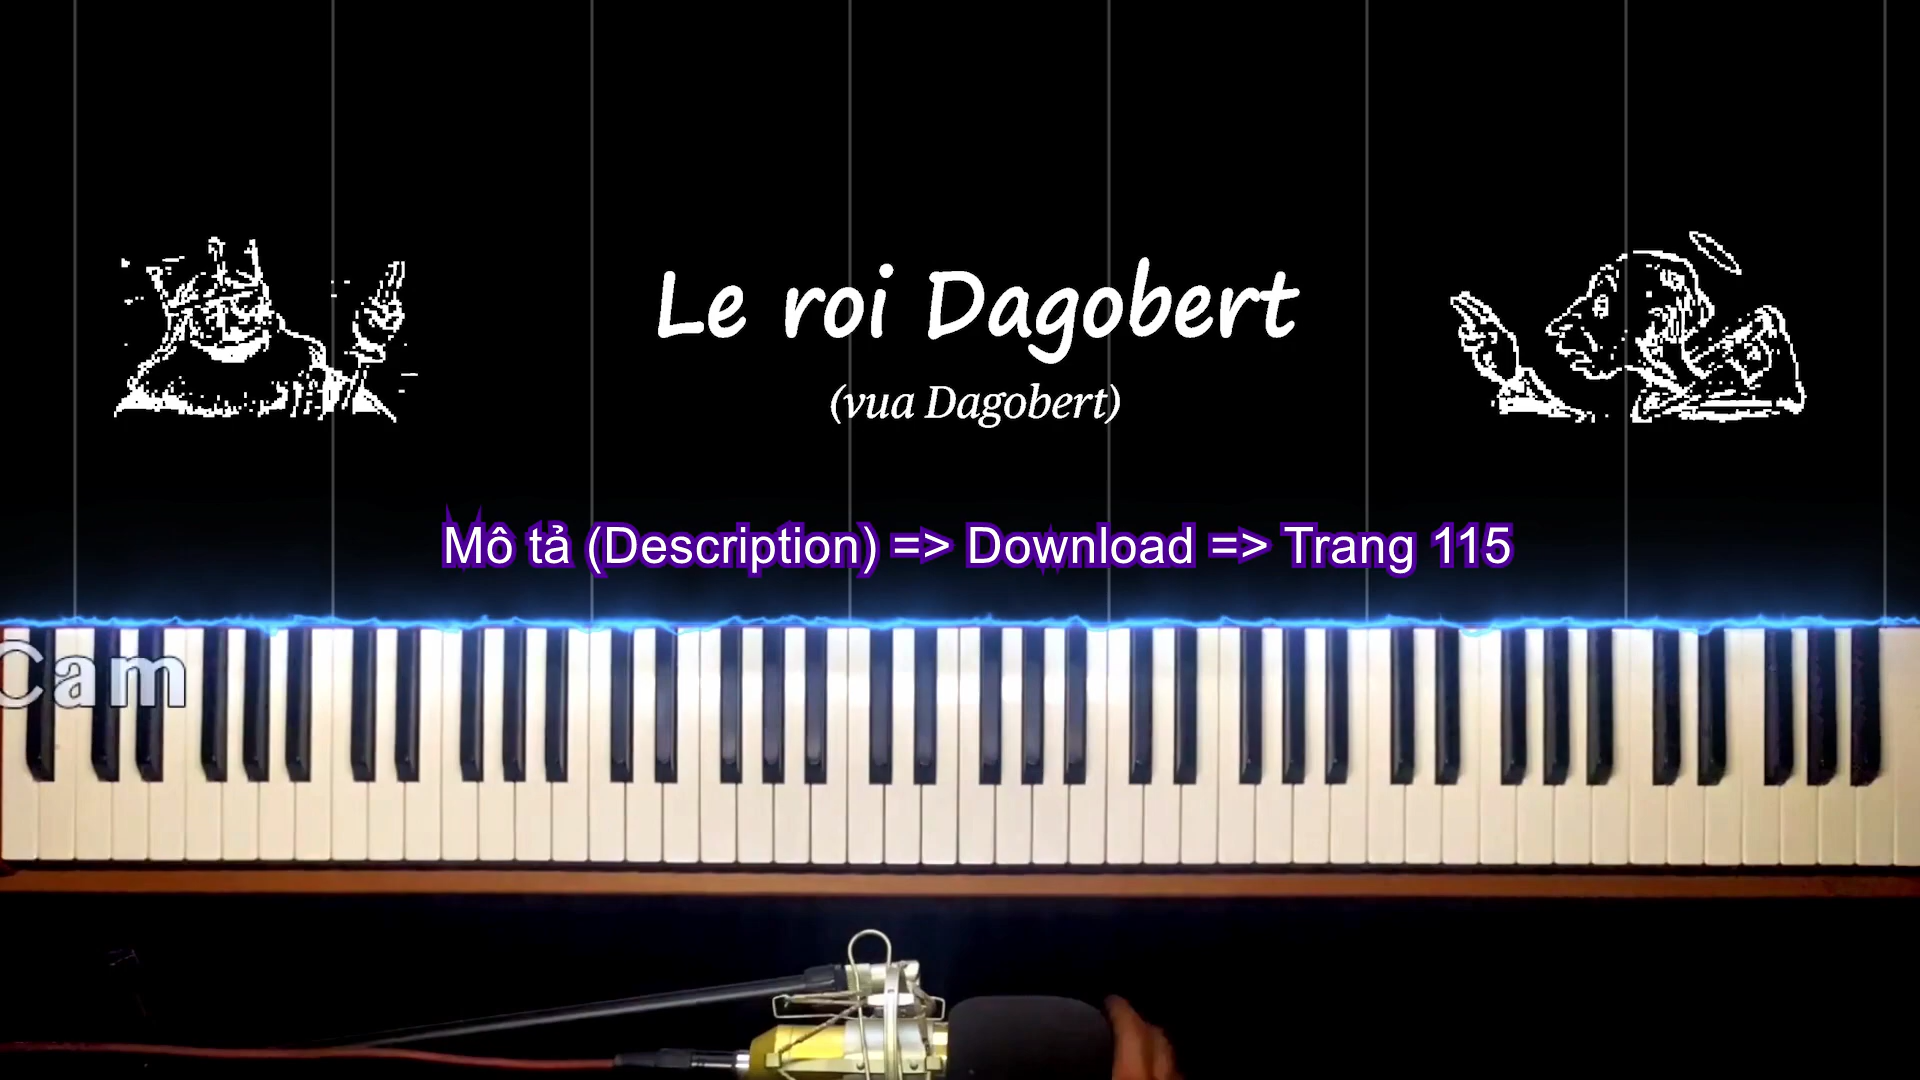 Le roi Dagobert
(vua Dagobert)
Mô tả (Description) => Download => Trang 115
Cam